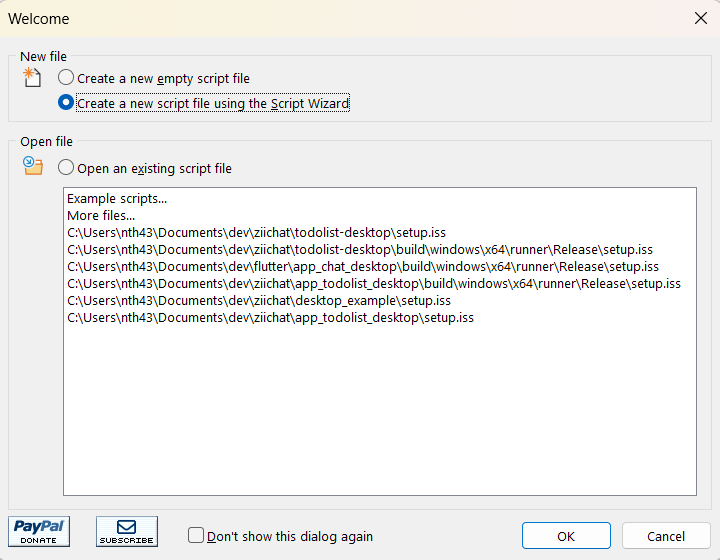 Welcome
New file
Create a new empty script file
Create a new script file using the Script Wizard
Open file
Open an existing script file
Example scripts...
More files...
C:\Users\nth43\Documents\dev\ziichat\todolist-desktop\setup.iss
C:\Users\nth43\Documents\dev\ziichat\todolist-desktop\build\windows\x64\runner\Release\setup.iss
C:\Users\nth43\Documents\dev\flutter\app_chat_desktop\build\windows\x64\runner\Release\setup.iss
C:\Users\nth43\Documents\dev\ziichat\app_todolist_desktop\build\windows\x64\runner\Release\setup.iss
C:\Users\nth43\Documents\dev\ziichat\desktop_example\setup.iss
C:\Users\nth43\Documents\dev\ziichat\app_todolist_desktop\setup.iss
PayPal
DONATE
SUBSCRIBE
Don't show this dialog again
OK
Cancel